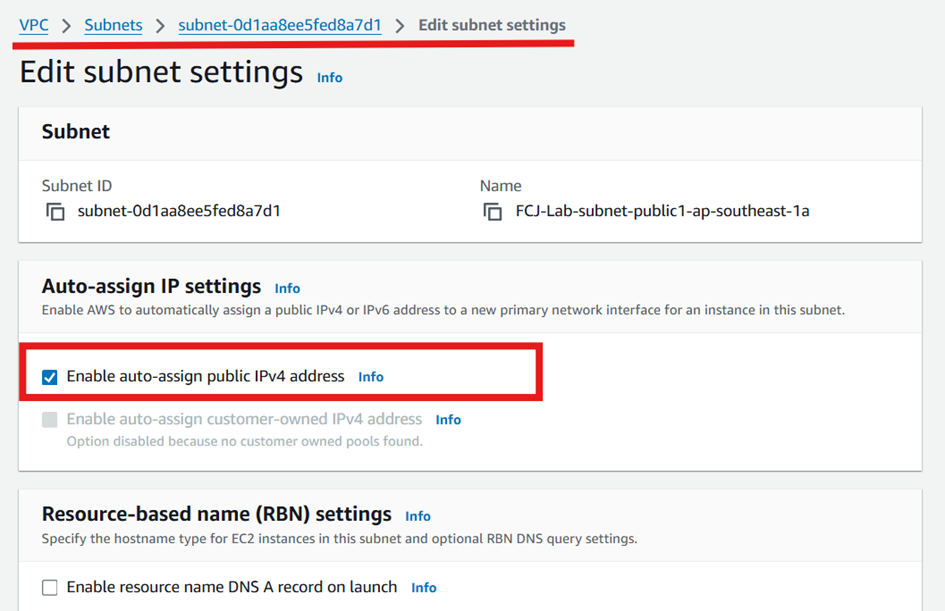 VPC > Subnets > subnet-0d1aa8ee5fed8a7d1 > Edit subnet settings
Edit subnet settings Info
Subnet
Subnet ID Name
subnet-0d1aa8ee5fed8a7d1 FCJ-Lab-subnet-public1-ap-southeast-1a
Auto-assign IP settings Info
Enable AWS to automatically assign a public IPv4 or IPv6 address to a new primary network interface for an instance in this subnet.
Enable auto-assign public IPv4 address Info
Enable auto-assign customer-owned IPv4 address Info
Option disabled because no customer owned pools found.
Resource-based name (RBN) settings Info
Specify the hostname type for EC2 instances in this subnet and optional RBN DNS query settings.
Enable resource name DNS A record on launch Info